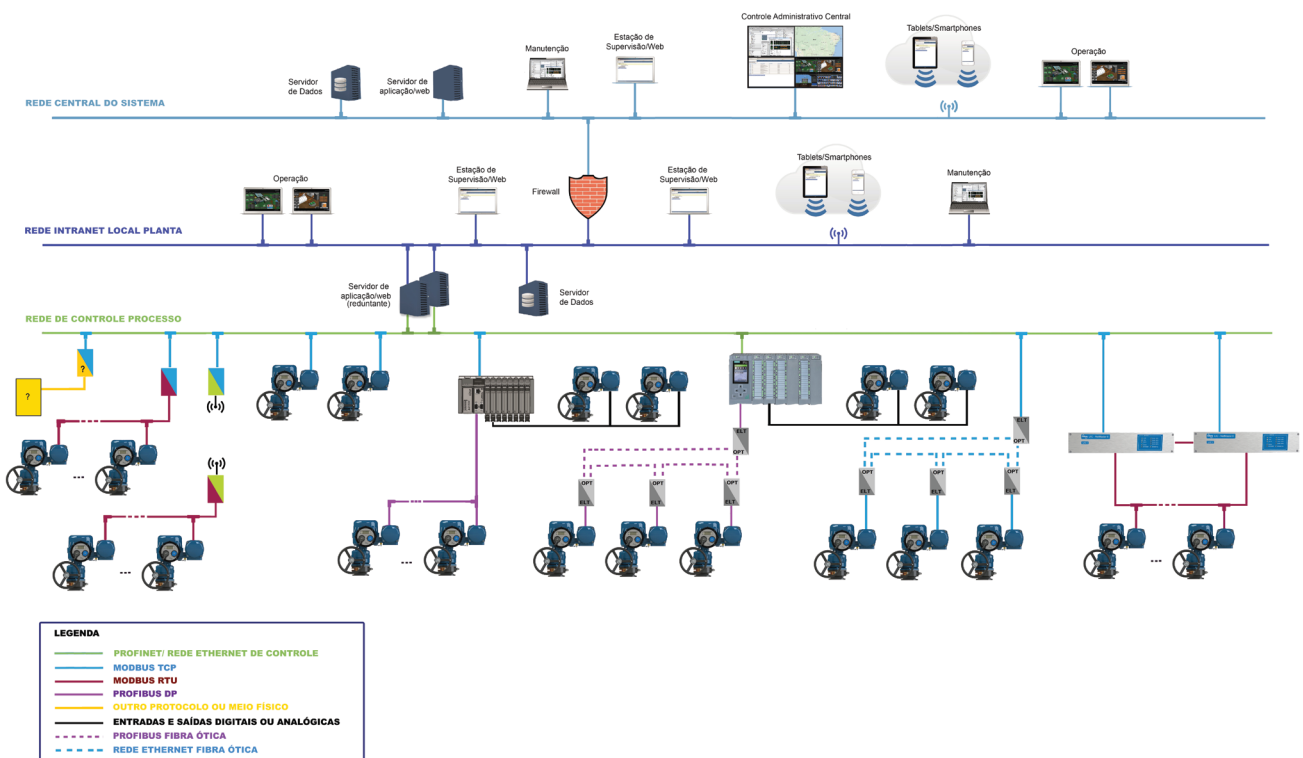 Controle Administrativo Central
Tablets/Smartphones
Estação de
Supervisão/Web
Manutenção
Operação
Servidor
de Dados
Servidor de
aplicação/web
REDE CENTRAL DO SISTEMA
Tablets/Smartphones
Operação
Estação de
Supervisão/Web
Firewall
Estação de
Supervisão/Web
Manutenção
REDE INTRANET LOCAL PLANTA
Servidor de
aplicação/web
(reduntante)
Servidor
de Dados
REDE DE CONTROLE PROCESSO
?
?
ELT
OPT
ELT
OPT
OPT
ELT
OPT
ELT
OPT
ELT
OPT
ELT
OPT
ELT
OPT
ELT
...
...
...
...
LEGENDA
PROFINET/ REDE ETHERNET DE CONTROLE
MODBUS TCP
MODBUS RTU
PROFIBUS DP
OUTRO PROTOCOLO OU MEIO FÍSICO
ENTRADAS E SAÍDAS DIGITAIS OU ANALÓGICAS
PROFIBUS FIBRA ÓTICA
REDE ETHERNET FIBRA ÓTICA